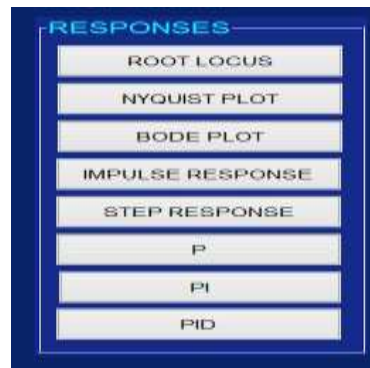 RESPONSES
ROOT LOCUS
NYQUIST PLOT
BODE PLOT
IMPULSE RESPONSE
STEP RESPONSE
P
PI
PID